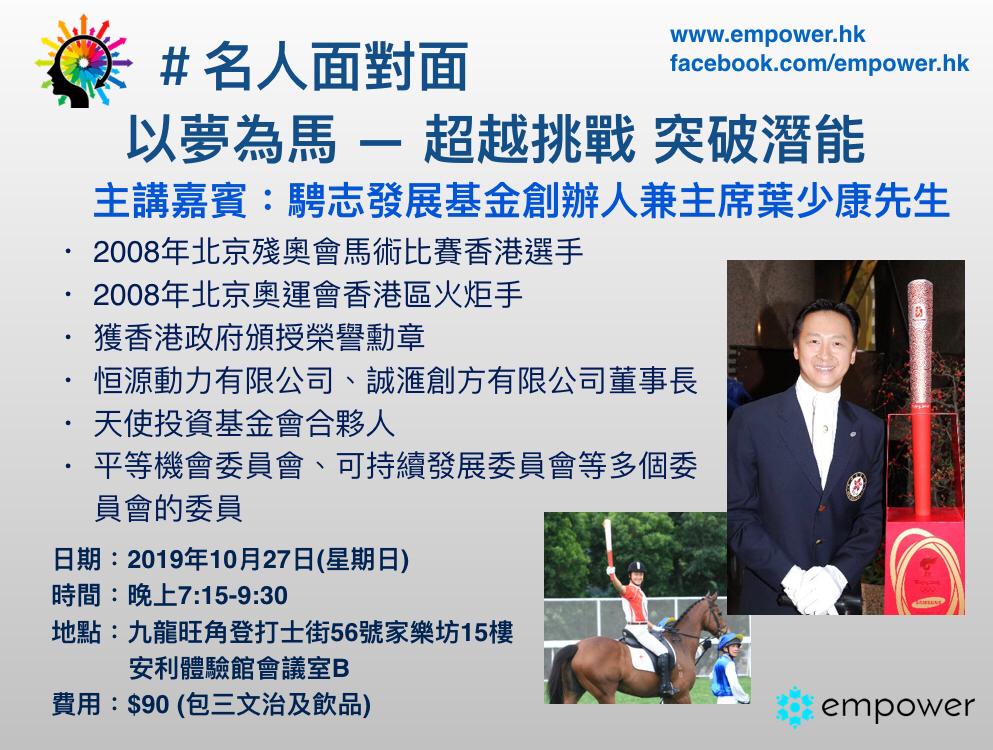 www.empower.hk
facebook.com/empower.hk
# 名人面對面
以夢為馬 — 超越挑戰 突破潛能
主講嘉賓：騁志發展基金創辦人兼主席葉少康先生
· 2008年北京殘奧會馬術比賽香港選手
· 2008年北京奧運會香港區火炬手
· 獲香港政府頒授榮譽勳章
· 恒源動力有限公司、誠滙創方有限公司董事長
· 天使投資基金會合夥人
· 平等機會委員會、可持續發展委員會等多個委
員會的委員
日期：2019年10月27日(星期日)
時間：晚上7:15-9:30
地點：九龍旺角登打士街56號家樂坊15樓
安利體驗館會議室B
費用：$90 (包三文治及飲品)
SAMSUNG
empower